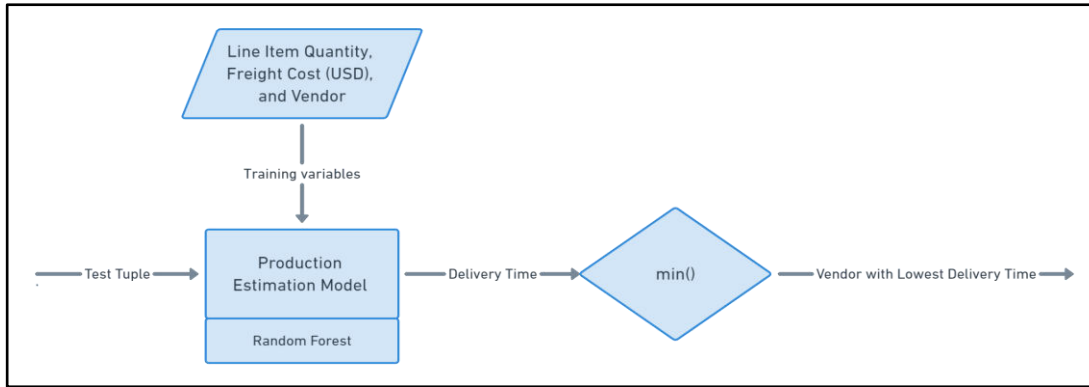 Line Item Quantity,
Freight Cost (USD),
and Vendor
Training variables
Test Tuple
Production
Estimation Model
Random Forest
Delivery Time
min()
Vendor with Lowest Delivery Time